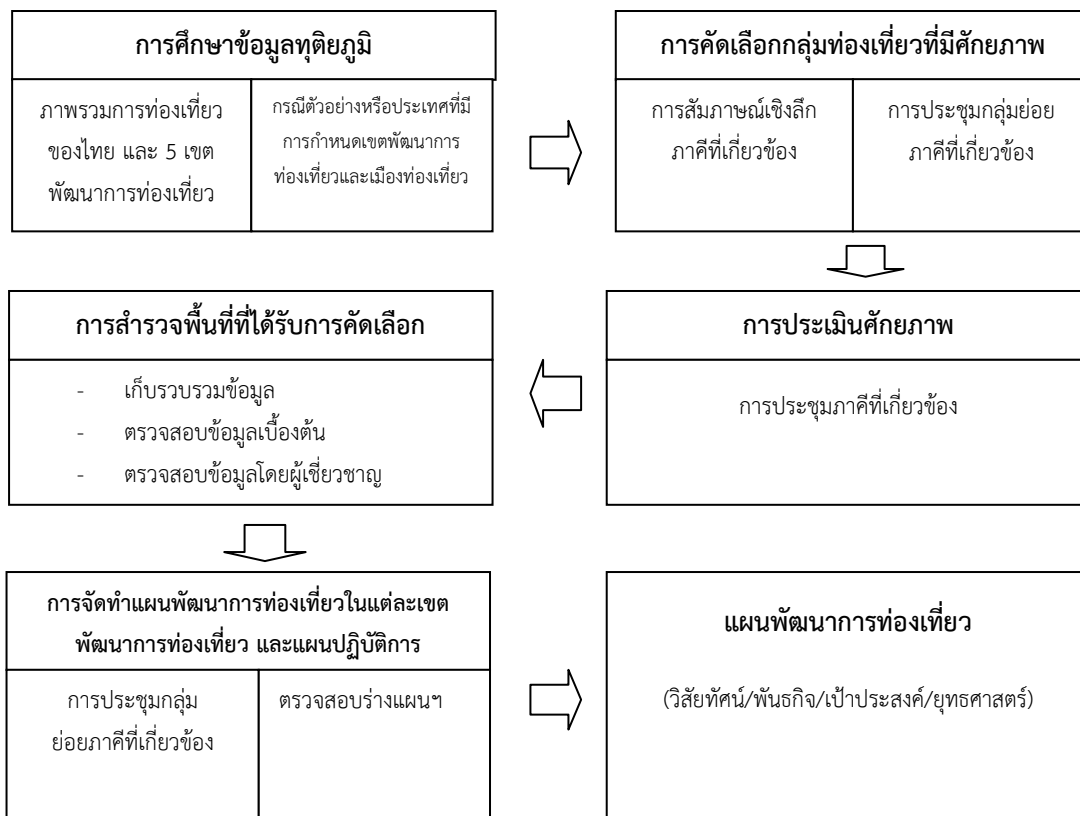 การศึกษาข้อมูลทุติยภูมิ
ภาพรวมการท่องเที่ยว
ของไทย และ 5 เขต
พัฒนาการท่องเที่ยว
กรณีตัวอย่างหรือประเทศที่มี
การกำหนดเขตพัฒนาการ
ท่องเที่ยวและเมืองท่องเที่ยว
การคัดเลือกกลุ่มท่องเที่ยวที่มีศักยภาพ
การสัมภาษณ์เชิงลึก
ภาคีที่เกี่ยวข้อง
การประชุมกลุ่มย่อย
ภาคีที่เกี่ยวข้อง
การประเมินศักยภาพ
การประชุมภาคีที่เกี่ยวข้อง
การสำรวจพื้นที่ที่ได้รับการคัดเลือก
- เก็บรวบรวมข้อมูล
- ตรวจสอบข้อมูลเบื้องต้น
- ตรวจสอบข้อมูลโดยผู้เชี่ยวชาญ
การจัดทำแผนพัฒนาการท่องเที่ยวในแต่ละเขต
พัฒนาการท่องเที่ยว และแผนปฏิบัติการ
การประชุมกลุ่ม
ย่อยภาคีที่เกี่ยวข้อง
ตรวจสอบร่างแผนฯ
แผนพัฒนาการท่องเที่ยว
(วิสัยทัศน์/พันธกิจ/เป้าประสงค์/ยุทธศาสตร์)